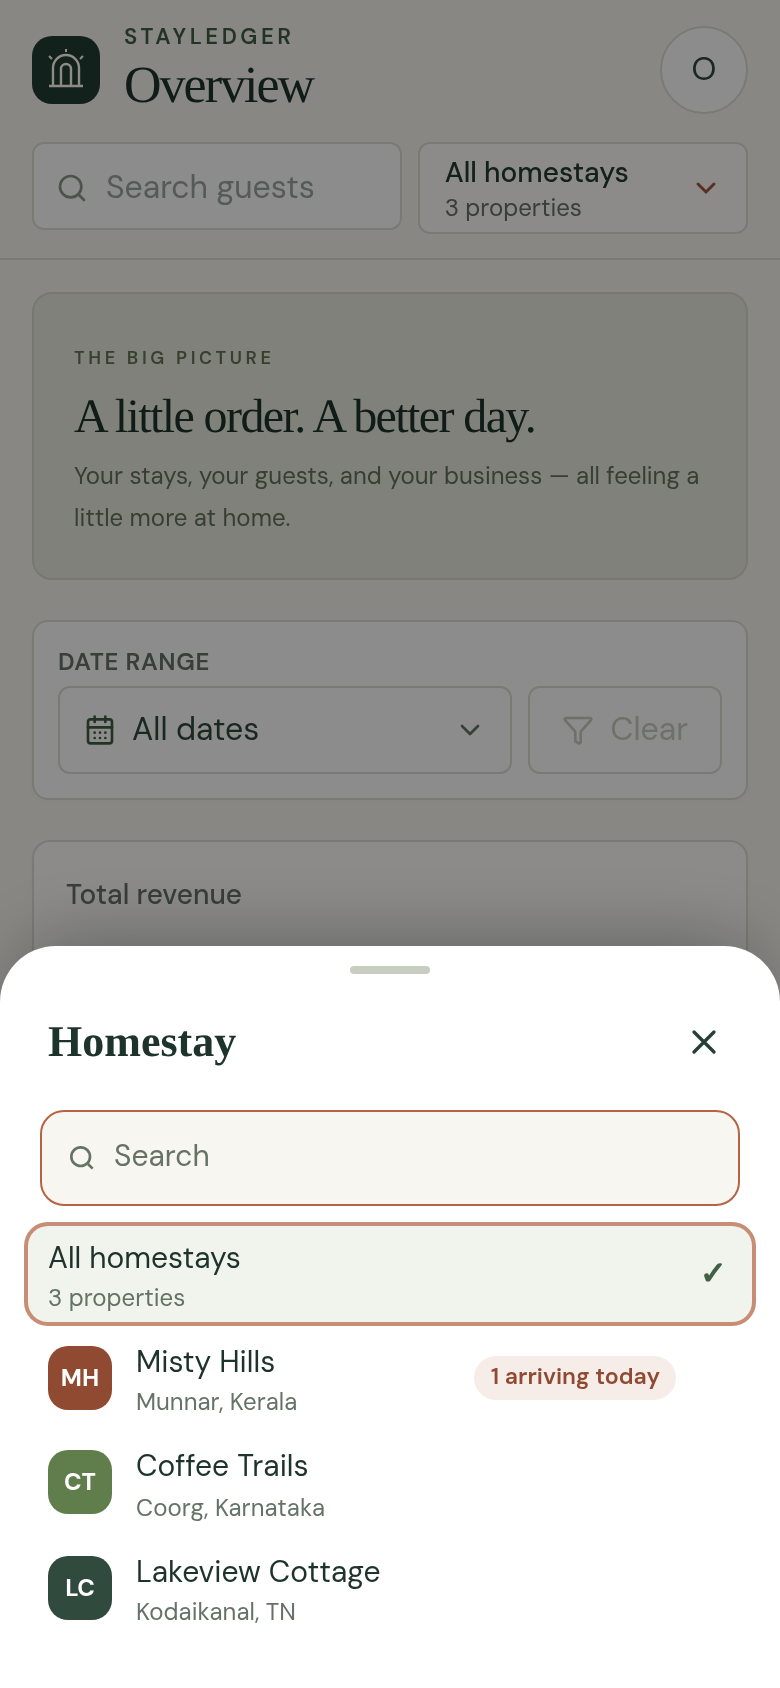 STAYLEDGER
Overview
O
Search guests
All homestays
3 properties
THE BIG PICTURE
A little order. A better day.
Your stays, your guests, and your business — all feeling a
little more at home.
DATE RANGE
All dates
Clear
Total revenue
Homestay
Search
All homestays
3 properties
✓
MH
Misty Hills
Munnar, Kerala
1 arriving today
CT
Coffee Trails
Coorg, Karnataka
LC
Lakeview Cottage
Kodaikanal, TN